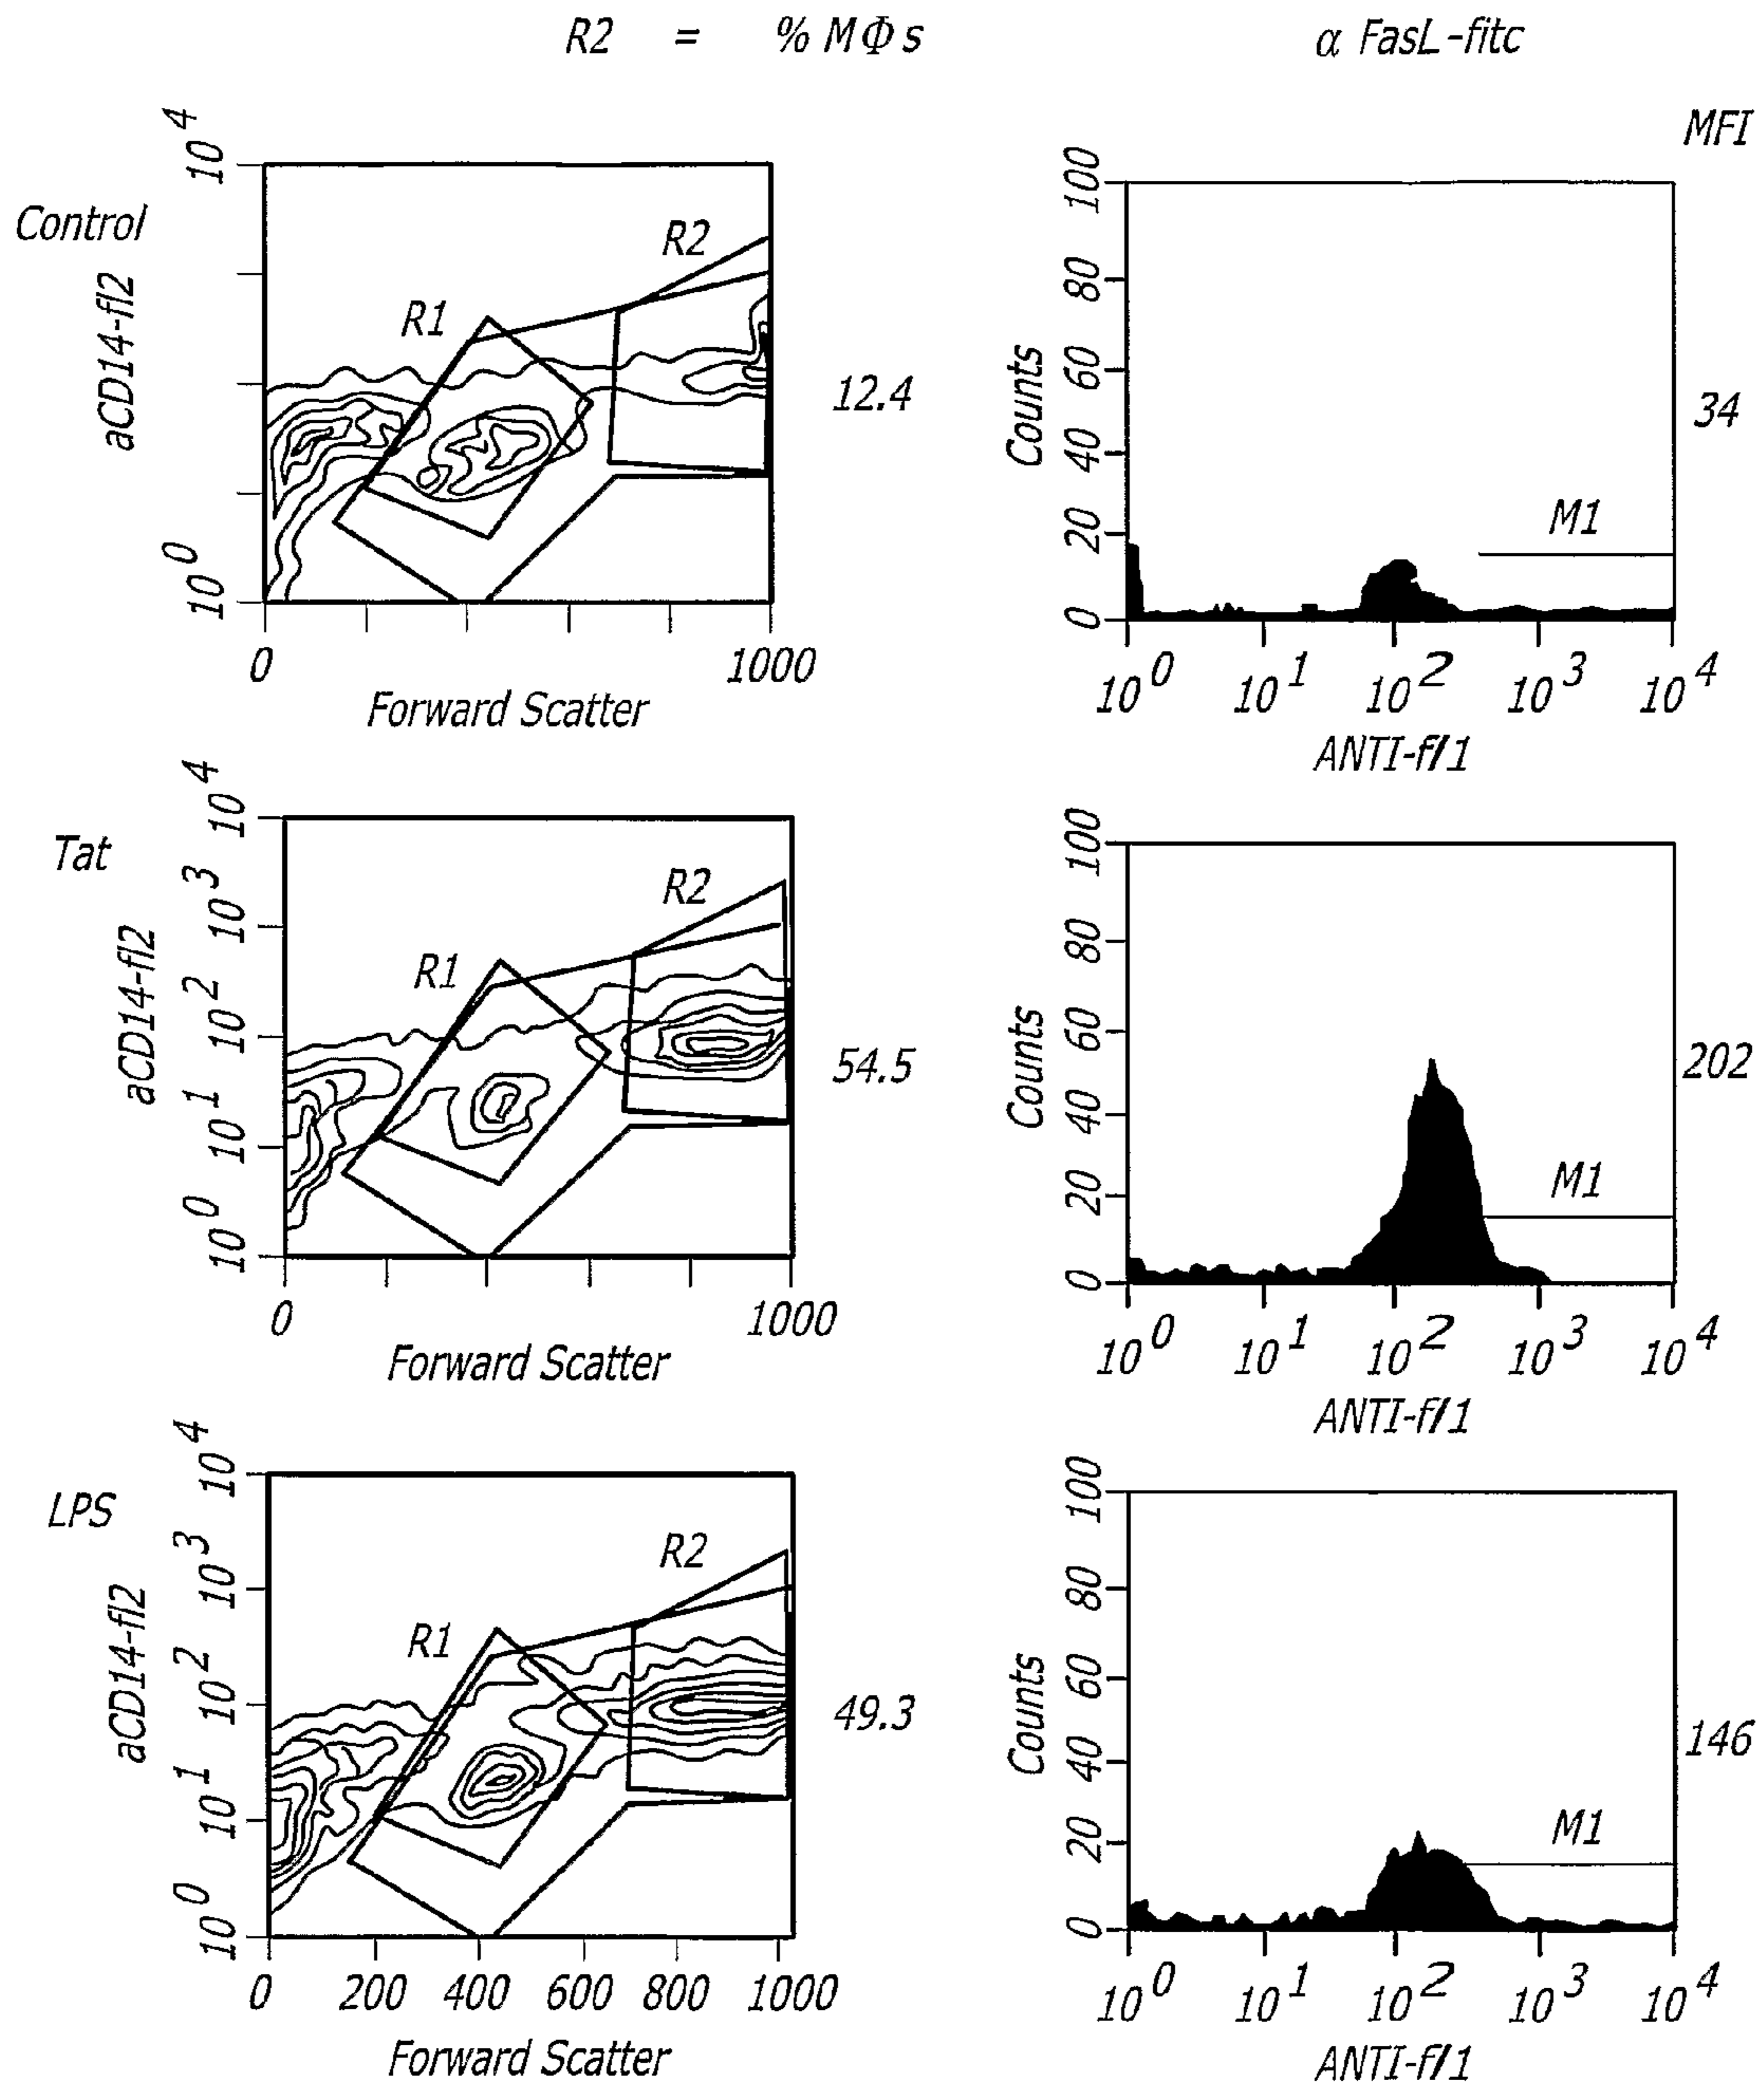 R2 = % MΦs
α FasL-fitc
MFI
Control
aCD14-fl2
10^4
10^0
R1
R2
0
1000
Forward Scatter
12.4
Counts
100
80
60
40
20
0
M1
10^0 10^1 10^2 10^3 10^4
ANTI-fl1
34
Tat
aCD14-fl2
10^4
10^3
10^2
10^1
10^0
R1
R2
0
1000
Forward Scatter
54.5
Counts
100
80
60
40
20
0
M1
10^0 10^1 10^2 10^3 10^4
ANTI-fl1
202
LPS
aCD14-fl2
10^4
10^3
10^2
10^1
10^0
R1
R2
0 200 400 600 800 1000
Forward Scatter
49.3
Counts
100
80
60
40
20
0
M1
10^0 10^1 10^2 10^3 10^4
ANTI-fl1
146